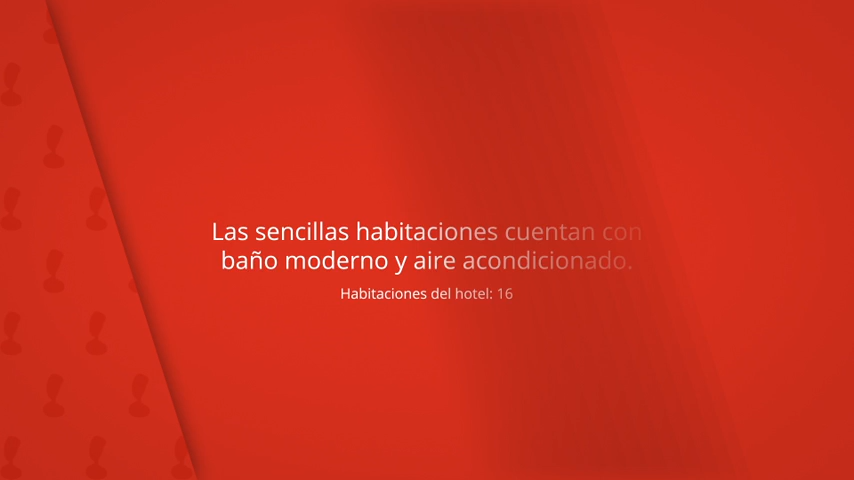 Las sencillas habitaciones cuentan con
baño moderno y aire acondicionado.
Habitaciones del hotel: 16